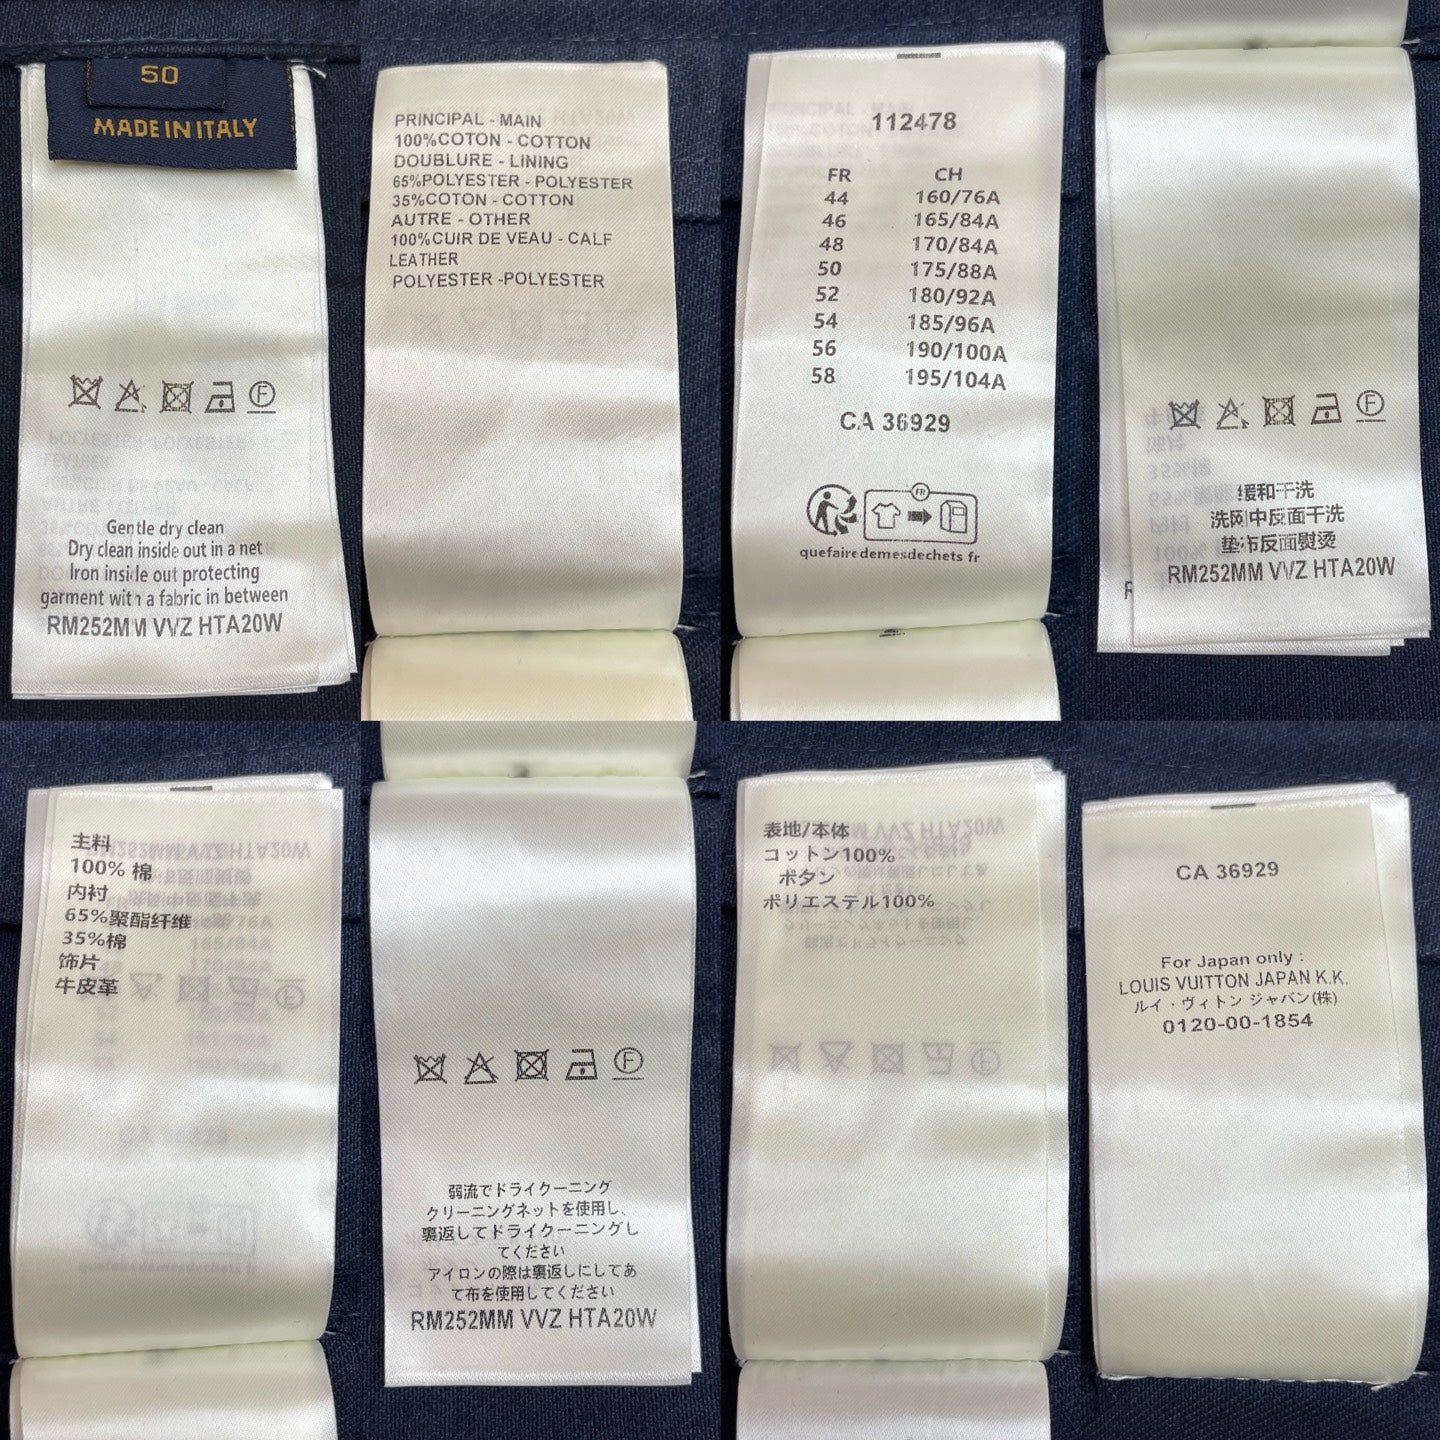 50
MADE IN ITALY
Gentle dry clean
Dry clean inside out in a net
Iron inside out protecting
garment with a fabric in between
RM252MM VVZ HTA20W
PRINCIPAL - MAIN
100%COTON - COTTON
DOUBLURE - LINING
65%POLYESTER - POLYESTER
35%COTON - COTTON
AUTRE - OTHER
100%CUIR DE VEAU - CALF
LEATHER
POLYESTER -POLYESTER
112478
FR CH
44 160/76A
46 165/84A
48 170/84A
50 175/88A
52 180/92A
54 185/96A
56 190/100A
58 195/104A
CA 36929
FR
quefairedemesdechets fr
缓和干洗
洗网中反面干洗
垫布反面熨烫
RM252MM VVZ HTA20W
主料
100% 棉
内衬
65%聚酯纤维
35%棉
饰片
牛皮革
弱流でドライクーニング
クリーニングネットを使用し、
裏返してドライクーニングし
てください
アイロンの際は裏返しにしてあ
て布を使用してください
RM252MM VVZ HTA20W
表地/本体
コットン100%
ボタン
ポリエステル100%
CA 36929
For Japan only :
LOUIS VUITTON JAPAN K.K.
ルイ・ヴィトン ジャパン(株)
0120-00-1854